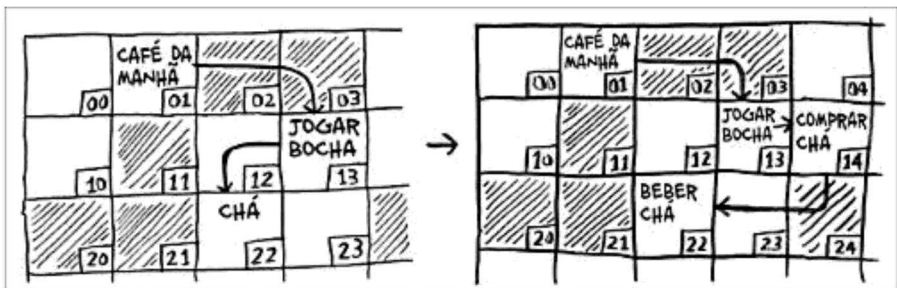 CAFÉ DA
MANHÃ
00
01
02
03
JOGAR
BOCHA
10
11
12
13
CHÁ
20
21
22
23
CAFÉ DA
MANHÃ
00
01
02
03
04
JOGAR
BOCHA
COMPRAR
CHÁ
10
11
12
13
14
BEBER
CHÁ
20
21
22
23
24